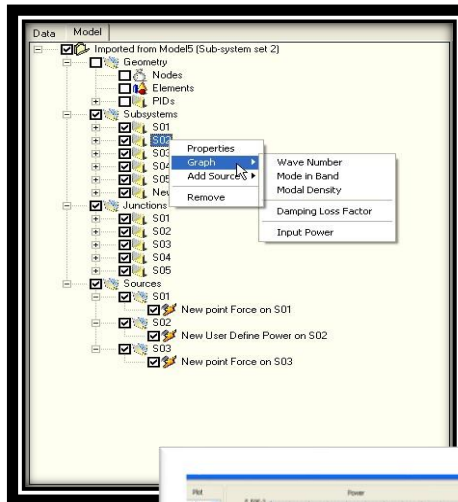 Data Model
Imported from Model5 (Sub-system set 2)
Geometry
Nodes
Elements
PIDs
Subsystems
S01
S02
S03
S04
S05
New
Junctions
S01
S02
S03
S04
S05
Sources
S01
New point Force on S01
S02
New User Define Power on S02
S03
New point Force on S03
Properties
Graph
Add Source
Remove
Wave Number
Mode in Band
Modal Density
Damping Loss Factor
Input Power
Plot
Power